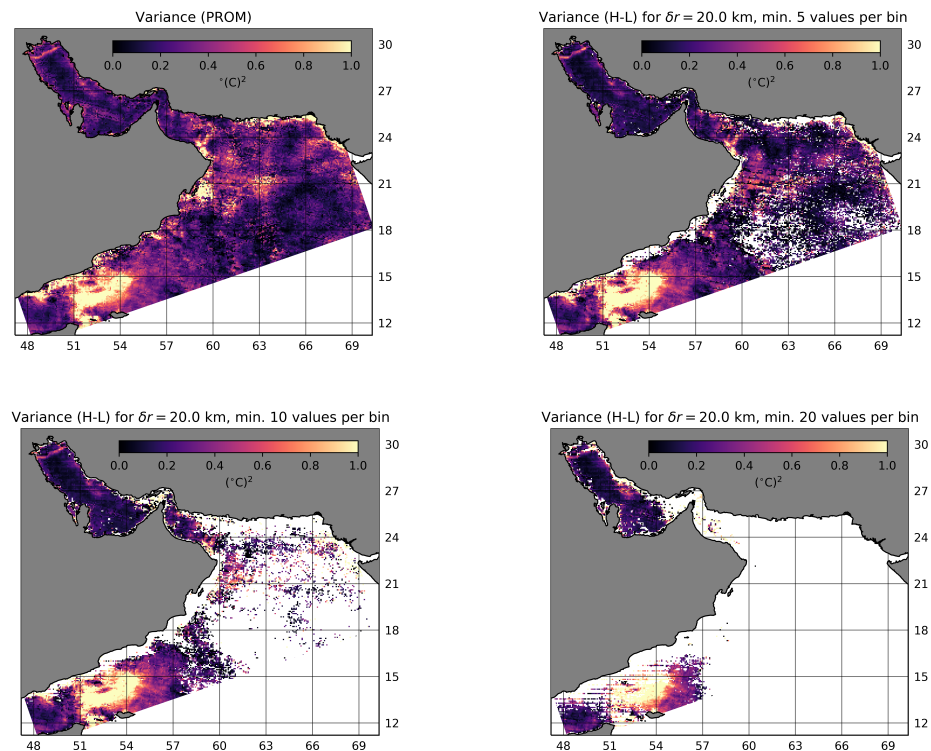 Variance (PROM)
0.0 0.2 0.4 0.6 0.8 1.0
°(C)²
30
27
24
21
18
15
12
48 51 54 57 60 63 66 69
Variance (H-L) for δr = 20.0 km, min. 5 values per bin
0.0 0.2 0.4 0.6 0.8 1.0
(°C)²
30
27
24
21
18
15
12
48 51 54 57 60 63 66 69
Variance (H-L) for δr = 20.0 km, min. 10 values per bin
0.0 0.2 0.4 0.6 0.8 1.0
(°C)²
30
27
24
21
18
15
12
48 51 54 57 60 63 66 69
Variance (H-L) for δr = 20.0 km, min. 20 values per bin
0.0 0.2 0.4 0.6 0.8 1.0
(°C)²
30
27
24
21
18
15
12
48 51 54 57 60 63 66 69